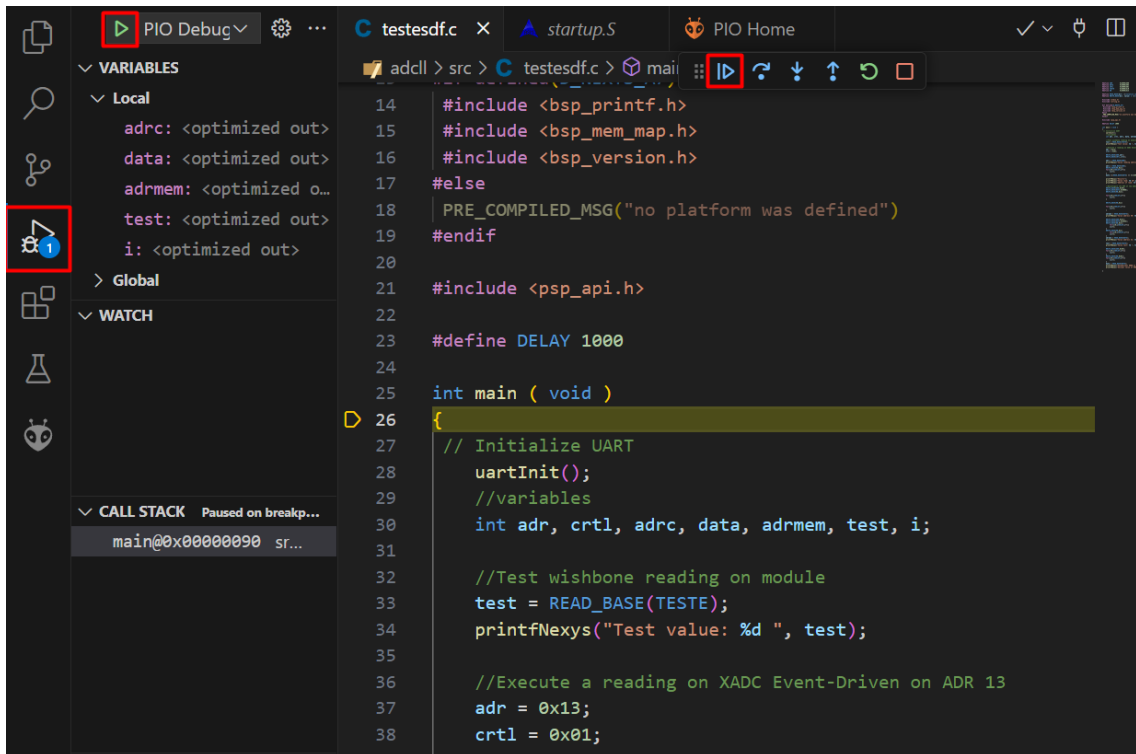 PIO Debug
VARIABLES
Local
adrc: <optimized out>
data: <optimized out>
adrmem: <optimized o…
test: <optimized out>
i: <optimized out>
Global
WATCH
CALL STACK Paused on breakp...
main@0x00000090 sr...
1
C testesdf.c
startup.S
PIO Home
adcll > src > C testesdf.c > mai
14 #include <bsp_printf.h>
15 #include <bsp_mem_map.h>
16 #include <bsp_version.h>
17 #else
18 PRE_COMPILED_MSG("no platform was defined")
19 #endif
20
21 #include <psp_api.h>
22
23 #define DELAY 1000
24
25 int main ( void )
26 {
27 // Initialize UART
28 uartInit();
29 //variables
30 int adr, crtl, adrc, data, adrmem, test, i;
31
32 //Test wishbone reading on module
33 test = READ_BASE(TESTE);
34 printfNexys("Test value: %d ", test);
35
36 //Execute a reading on XADC Event-Driven on ADR 13
37 adr = 0x13;
38 crtl = 0x01;